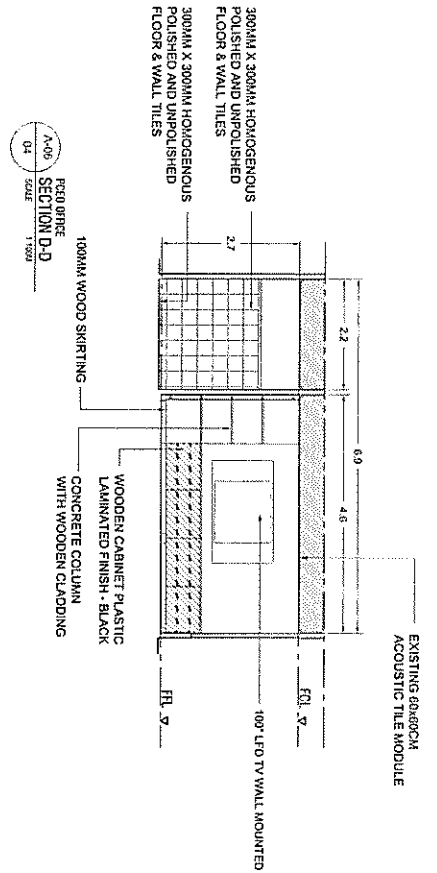 EXISTING 60x60CM
ACOUSTIC TILE MODULE
6.9
2.2
4.6
2.7
FCL
FFL
100" LFD TV WALL MOUNTED
300MM X 300MM HOMOGENOUS
POLISHED AND UNPOLISHED
FLOOR & WALL TILES
300MM X 300MM HOMOGENOUS
POLISHED AND UNPOLISHED
FLOOR & WALL TILES
WOODEN CABINET PLASTIC
LAMINATED FINISH - BLACK
CONCRETE COLUMN
WITH WOODEN CLADDING
100MM WOOD SKIRTING
A-06
04
PCEO OFFICE
SECTION D-D
SCALE